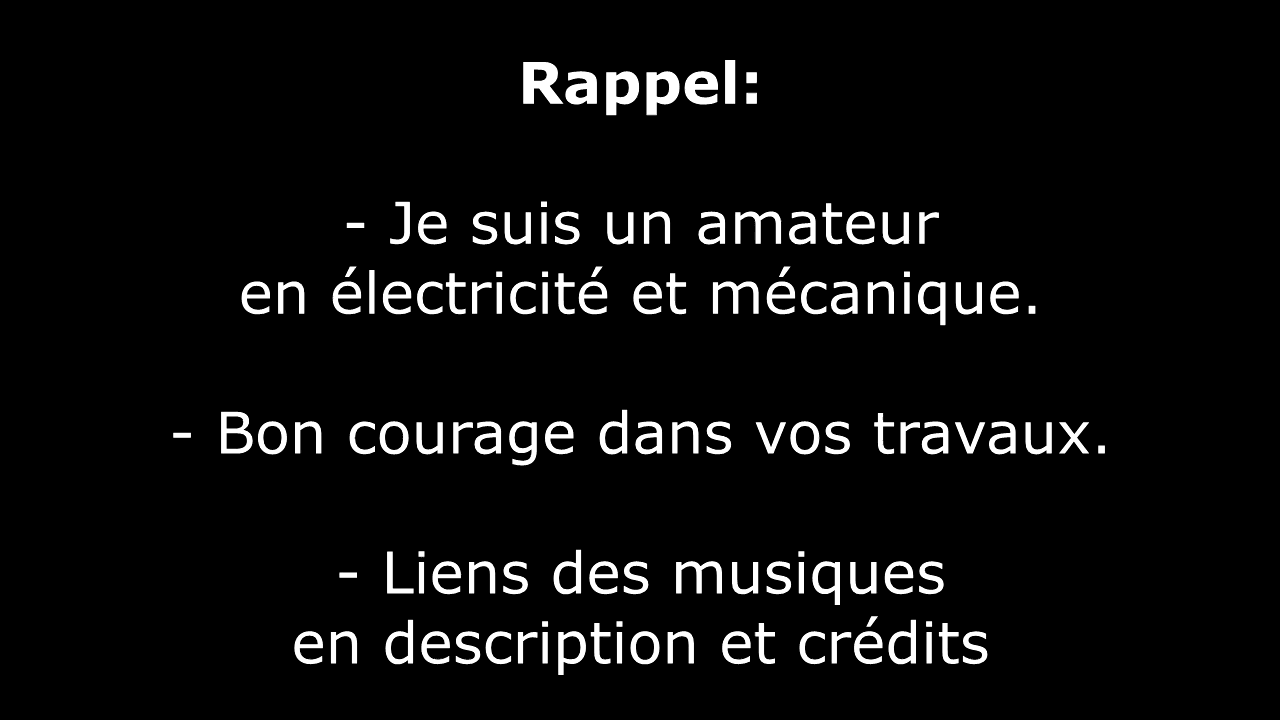 Rappel:
- Je suis un amateur
en électricité et mécanique.
- Bon courage dans vos travaux.
- Liens des musiques
en description et crédits